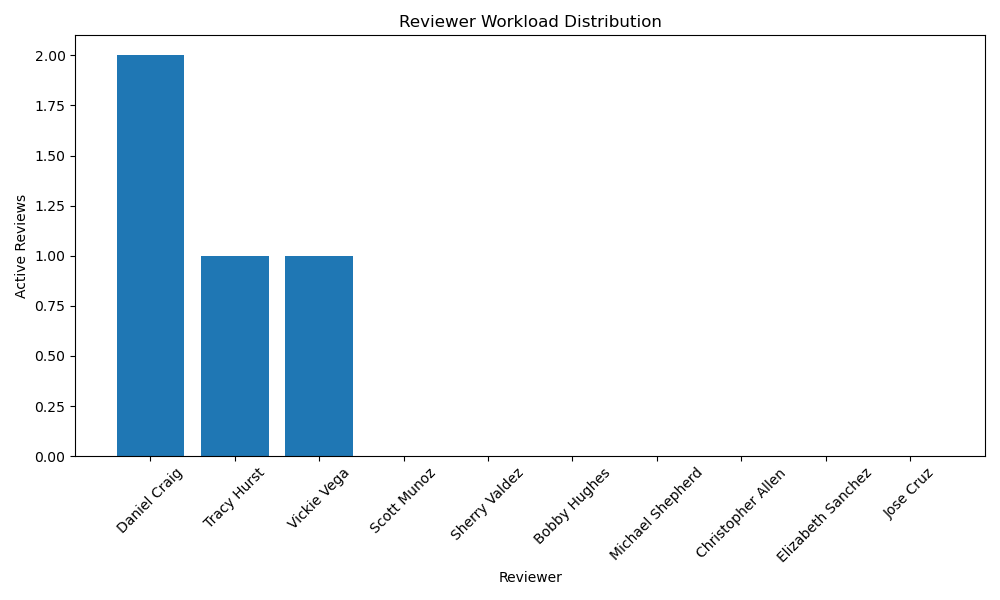 Reviewer Workload Distribution
Active Reviews
2.00
1.75
1.50
1.25
1.00
0.75
0.50
0.25
0.00
Daniel Craig
Tracy Hurst
Vickie Vega
Scott Munoz
Sherry Valdez
Bobby Hughes
Michael Shepherd
Christopher Allen
Elizabeth Sanchez
Jose Cruz
Reviewer